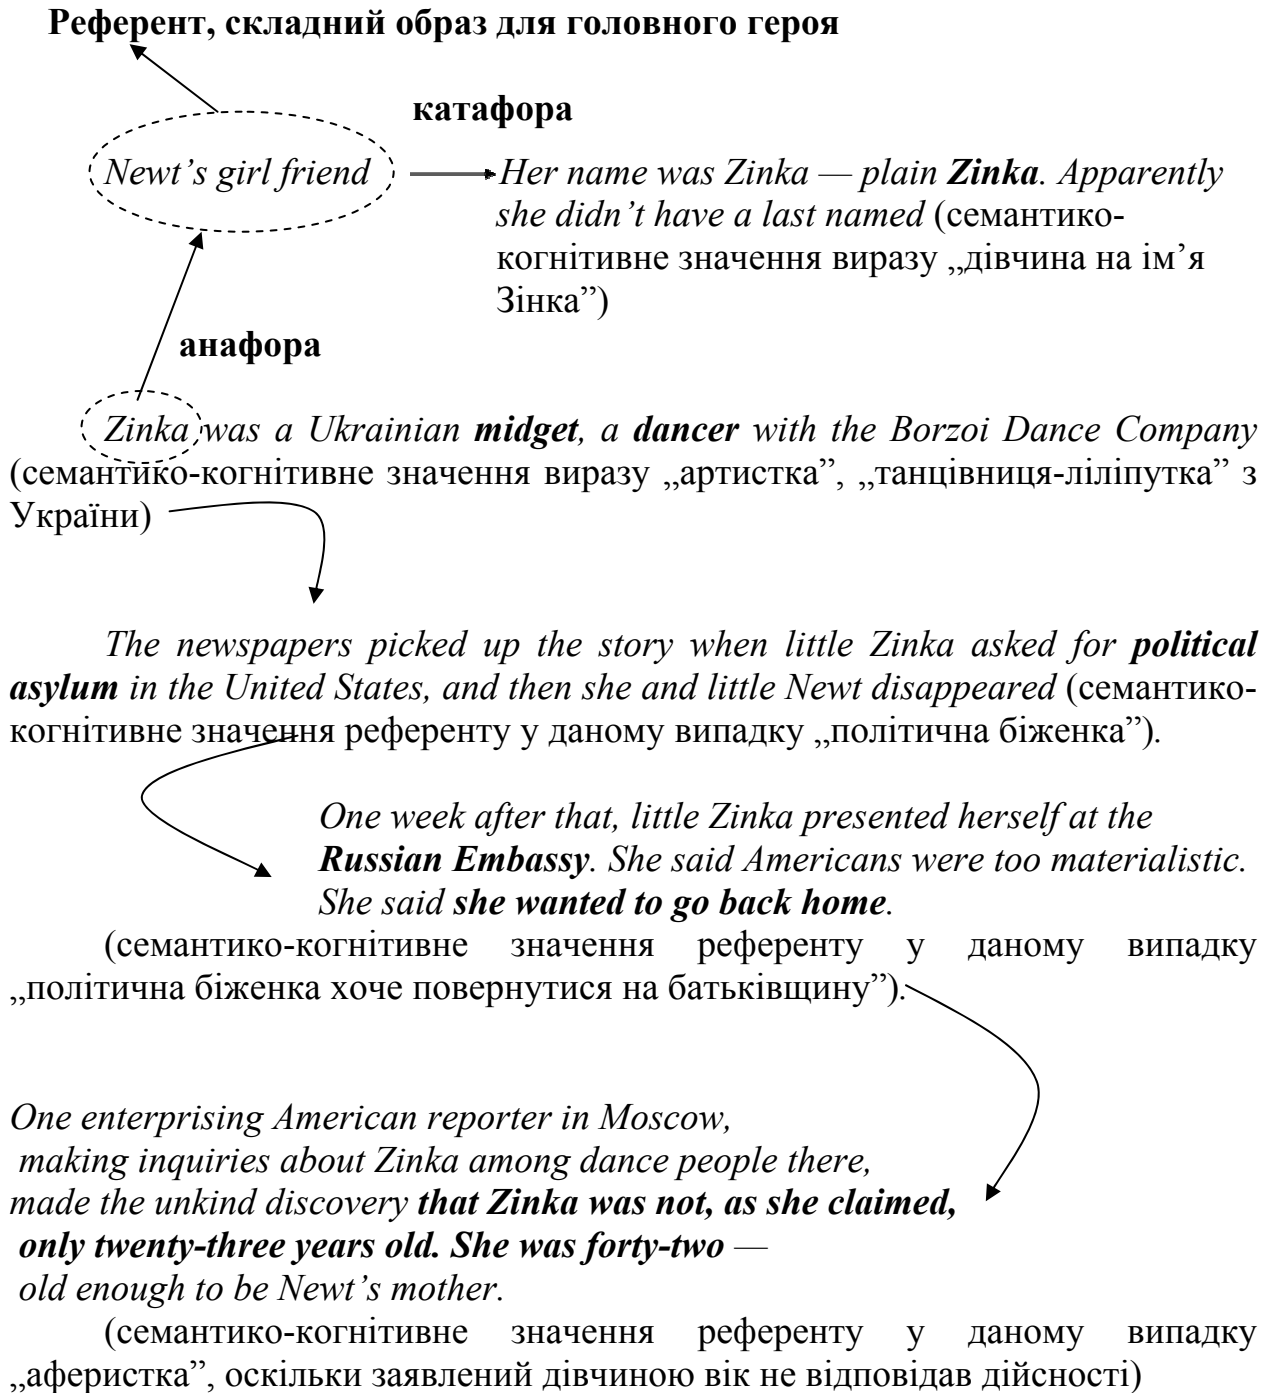 Референт, складний образ для головного героя
катафора
Newt’s girl friend
Her name was Zinka — plain Zinka. Apparently
she didn’t have a last named (семантико-
когнітивне значення виразу „дівчина на ім’я
Зінка”)
анафора
Zinka was a Ukrainian midget, a dancer with the Borzoi Dance Company
(семантико-когнітивне значення виразу „артистка”, „танцівниця-ліліпутка” з
України)
The newspapers picked up the story when little Zinka asked for political
asylum in the United States, and then she and little Newt disappeared (семантико-
когнітивне значення референту у даному випадку „політична біженка”).
One week after that, little Zinka presented herself at the
Russian Embassy. She said Americans were too materialistic.
She said she wanted to go back home.
(семантико-когнітивне значення референту у даному випадку
„політична біженка хоче повернутися на батьківщину”).
One enterprising American reporter in Moscow,
making inquiries about Zinka among dance people there,
made the unkind discovery that Zinka was not, as she claimed,
only twenty-three years old. She was forty-two —
old enough to be Newt’s mother.
(семантико-когнітивне значення референту у даному випадку
„аферистка”, оскільки заявлений дівчиною вік не відповідав дійсності)